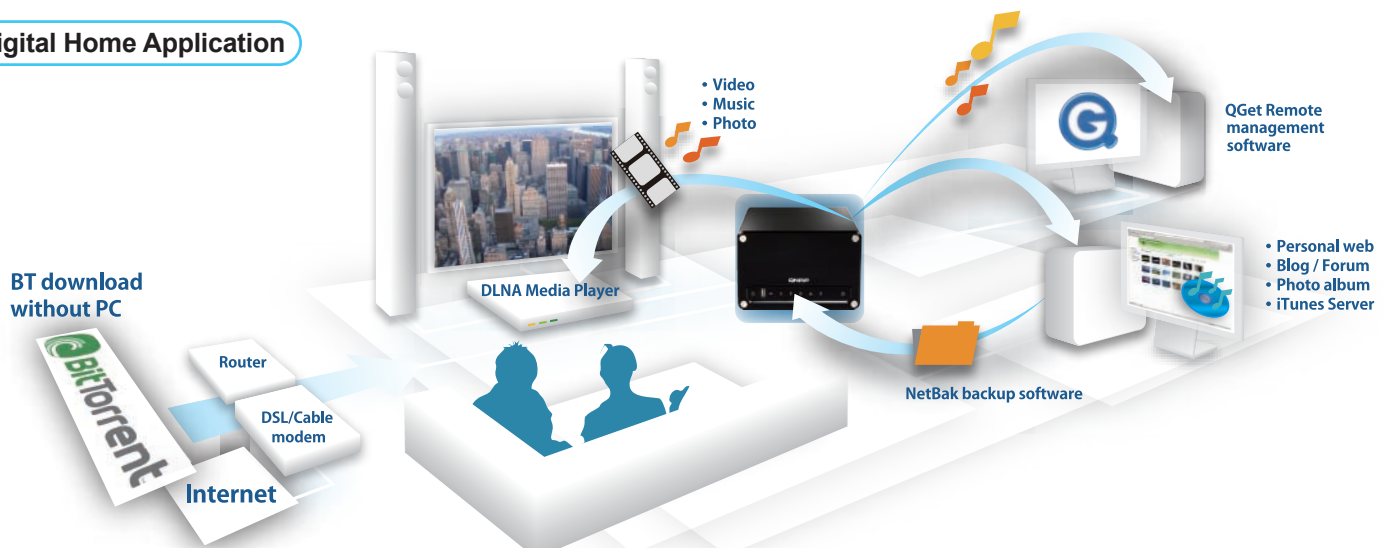 igital Home Application
• Video
• Music
• Photo
QGet Remote
management
software
DLNA Media Player
QNAP
• Personal web
• Blog / Forum
• Photo album
• iTunes Server
BT download
without PC
BitTorrent
Router
DSL/Cable
modem
Internet
NetBak backup software